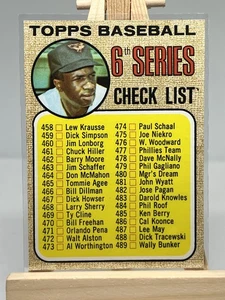 TOPPS BASEBALL
6th SERIES
CHECK LIST
458 Lew Krausse
459 Dick Simpson
460 Jim Lonborg
461 Chuck Hiller
462 Barry Moore
463 Jim Schaffer
464 Don McMahon
465 Tommie Agee
466 Bill Dillman
467 Dick Howser
468 Larry Sherry
469 Ty Cline
470 Bill Freehan
471 Orlando Pena
472 Walt Alston
473 Al Worthington
474 Paul Schaal
475 Joe Niekro
476 W. Woodward
477 Phillies Team
478 Dave McNally
479 Phil Gagliano
480 Mgr's Dream
481 John Wyatt
482 Jose Pagan
483 Darold Knowles
484 Phil Roof
485 Ken Berry
486 Cal Koonce
487 Lee May
488 Dick Tracewski
489 Wally Bunker